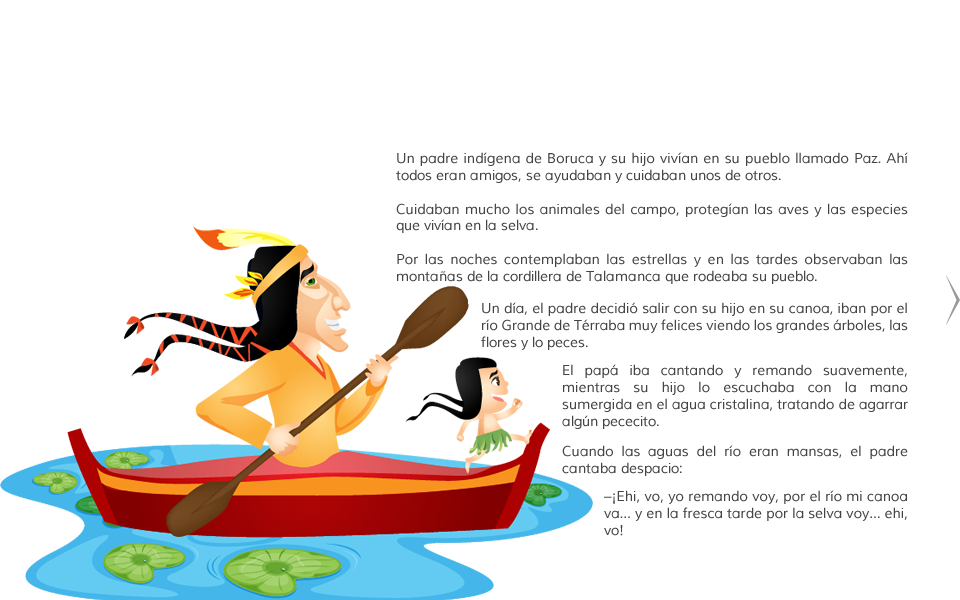 Un padre indígena de Boruca y su hijo vivían en su pueblo llamado Paz. Ahí
todos eran amigos, se ayudaban y cuidaban unos de otros.
Cuidaban mucho los animales del campo, protegían las aves y las especies
que vivían en la selva.
Por las noches contemplaban las estrellas y en las tardes observaban las
montañas de la cordillera de Talamanca que rodeaba su pueblo.
Un día, el padre decidió salir con su hijo en su canoa, iban por el
río Grande de Térraba muy felices viendo los grandes árboles, las
flores y lo peces.
El papá iba cantando y remando suavemente,
mientras su hijo lo escuchaba con la mano
sumergida en el agua cristalina, tratando de agarrar
algún pececito.
Cuando las aguas del río eran mansas, el padre
cantaba despacio:
–¡Ehi, vo, yo remando voy, por el río mi canoa
va... y en la fresca tarde por la selva voy... ehi,
vo!